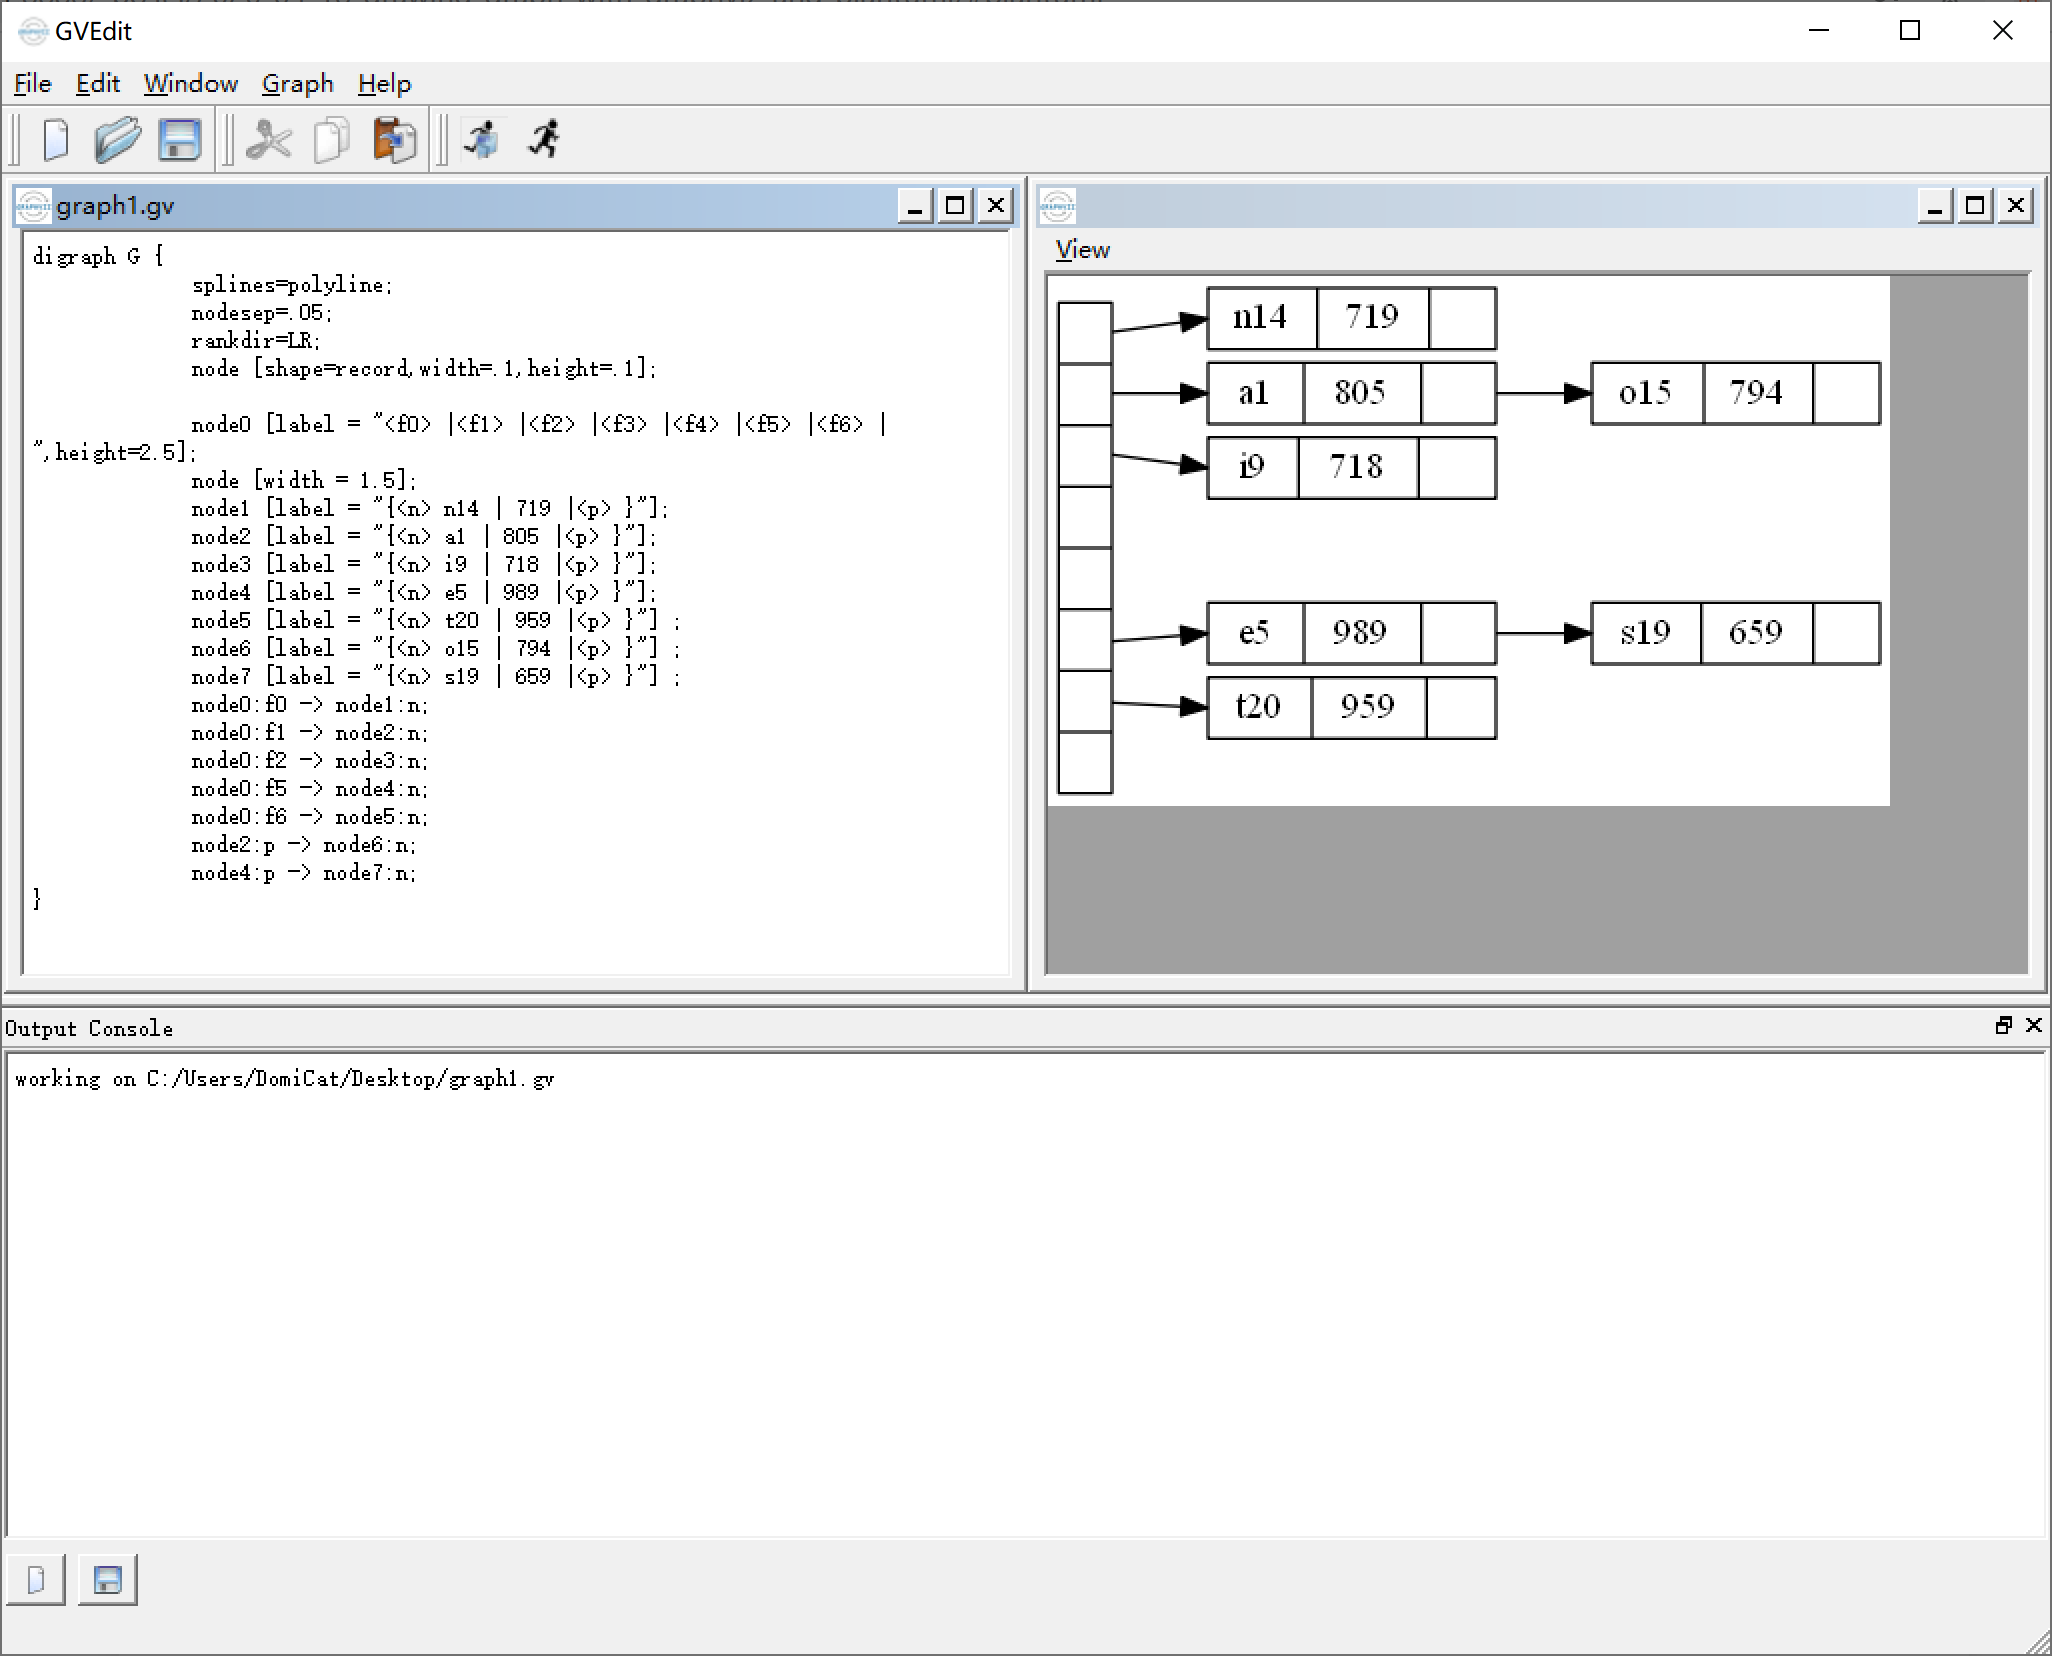 GVEdit
File Edit Window Graph Help
graph1.gv
digraph G {
splines=polyline;
nodesep=.05;
rankdir=LR;
node [shape=record,width=.1,height=.1];
node0 [label = "<f0> |<f1> |<f2> |<f3> |<f4> |<f5> |<f6> |
",height=2.5];
node [width = 1.5];
node1 [label = "{<n> n14 | 719 |<p> }"];
node2 [label = "{<n> a1 | 805 |<p> }"];
node3 [label = "{<n> i9 | 718 |<p> }"];
node4 [label = "{<n> e5 | 989 |<p> }"];
node5 [label = "{<n> t20 | 959 |<p> }"] ;
node6 [label = "{<n> o15 | 794 |<p> }"] ;
node7 [label = "{<n> s19 | 659 |<p> }"] ;
node0:f0 -> node1:n;
node0:f1 -> node2:n;
node0:f2 -> node3:n;
node0:f5 -> node4:n;
node0:f6 -> node5:n;
node2:p -> node6:n;
node4:p -> node7:n;
}
View
n14 719
a1 805 o15 794
i9 718
e5 989 s19 659
t20 959
Output Console
working on C:/Users/DomiCat/Desktop/graph1.gv